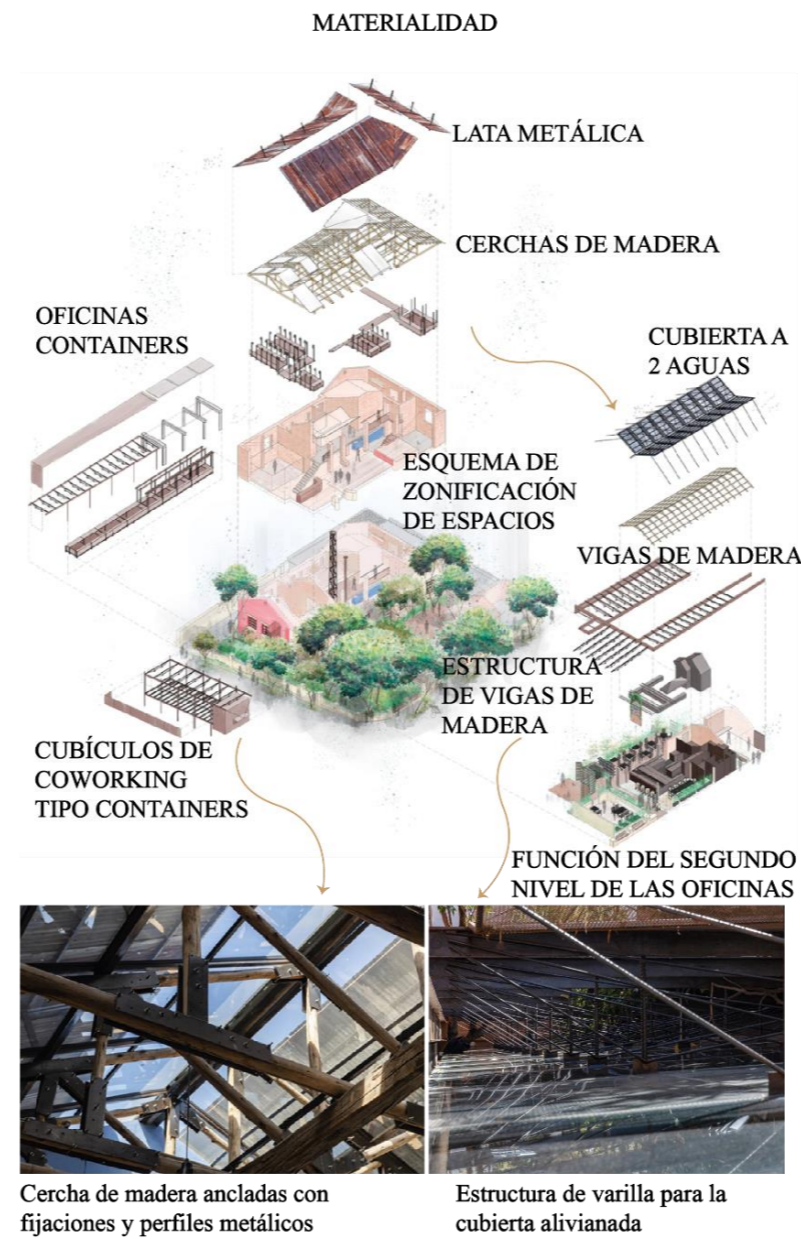 MATERIALIDAD
LATA METÁLICA
CERCHAS DE MADERA
OFICINAS
CONTAINERS
CUBIERTA A
2 AGUAS
ESQUEMA DE
ZONIFICACIÓN
DE ESPACIOS
VIGAS DE MADERA
ESTRUCTURA
DE VIGAS DE
MADERA
CUBÍCULOS DE
COWORKING
TIPO CONTAINERS
FUNCIÓN DEL SEGUNDO
NIVEL DE LAS OFICINAS
Cercha de madera ancladas con
fijaciones y perfiles metálicos
Estructura de varilla para la
cubierta alivianada